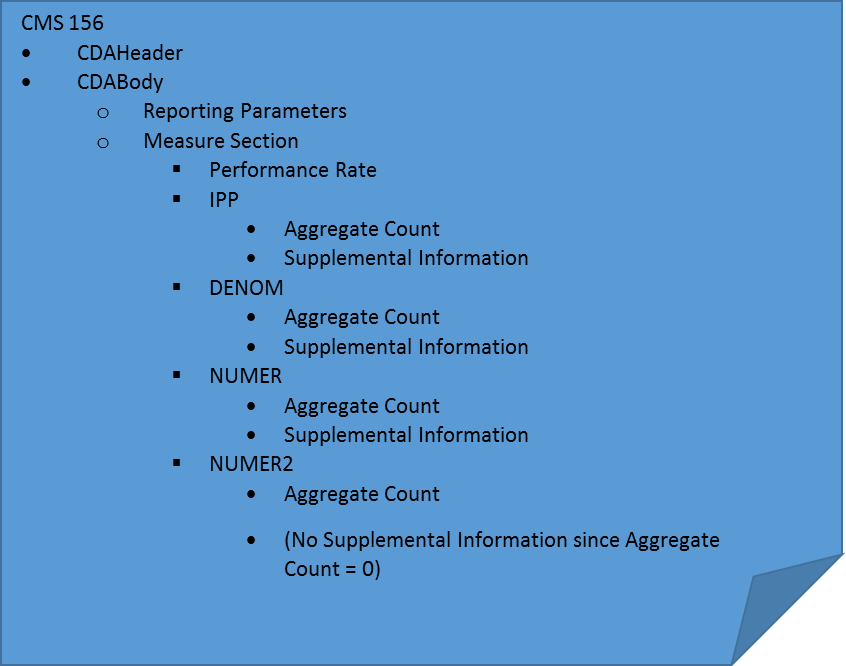 CMS 156
• CDAHeader
• CDABody
o Reporting Parameters
o Measure Section
▪ Performance Rate
▪ IPP
• Aggregate Count
• Supplemental Information
▪ DENOM
• Aggregate Count
• Supplemental Information
▪ NUMER
• Aggregate Count
• Supplemental Information
▪ NUMER2
• Aggregate Count
• (No Supplemental Information since Aggregate
Count = 0)